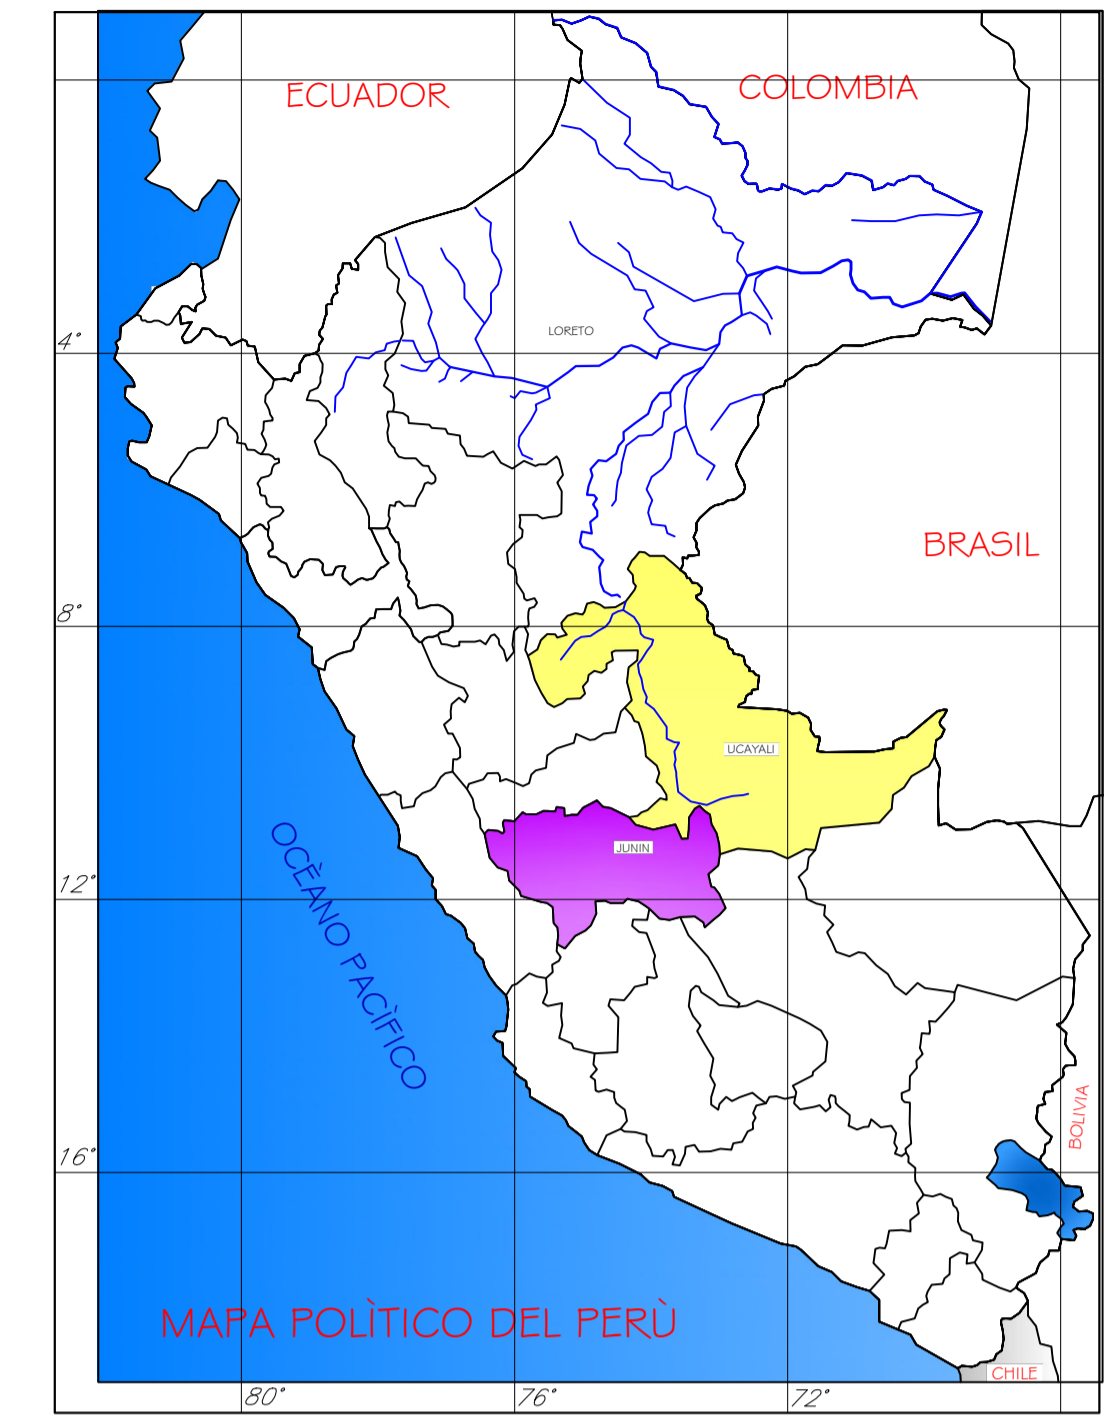 ECUADOR
COLOMBIA
LORETO
4°
BRASIL
8°
UCAYALI
OCÈANO PACÌFICO
JUNIN
12°
BOLIVIA
16°
MAPA POLÌTICO DEL PERÙ
CHILE
80°
76°
72°